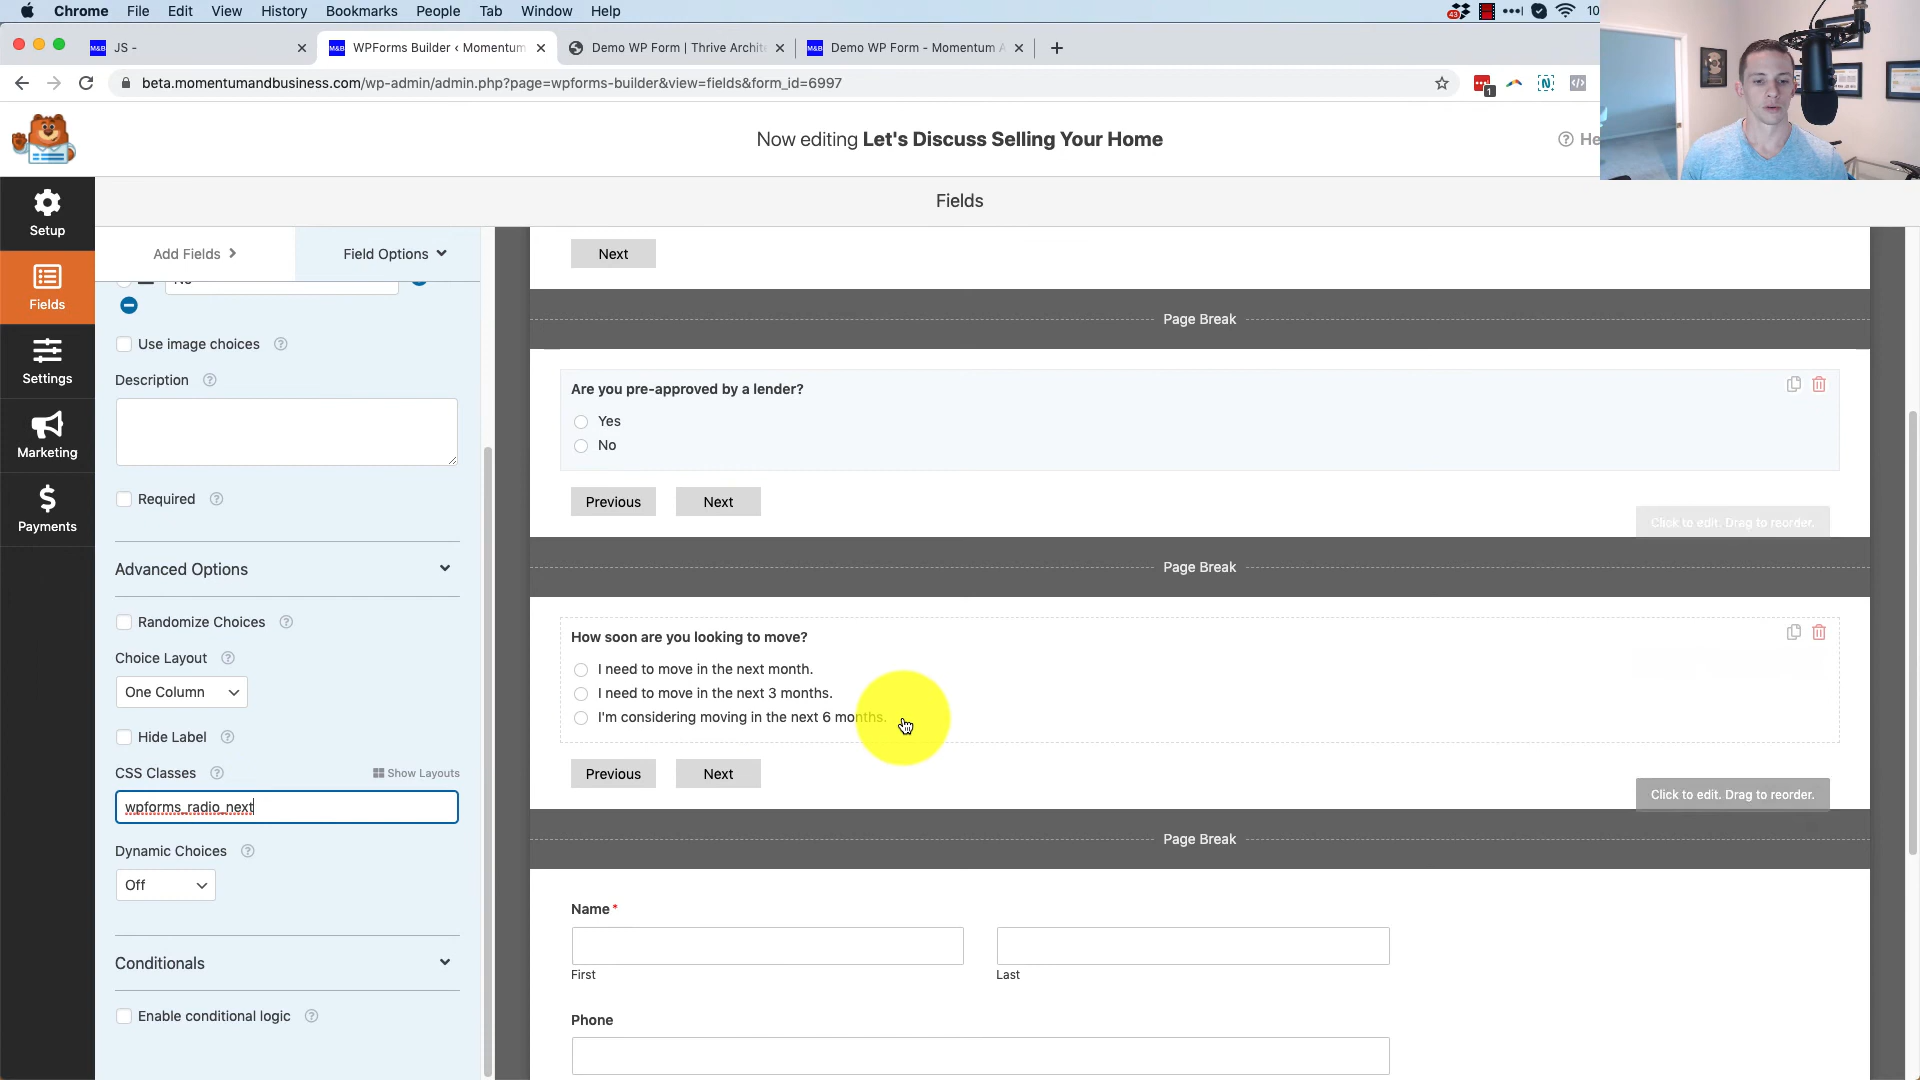 Chrome File Edit View History Bookmarks People Tab Window Help
43
10
M&B JS -
M&B WPForms Builder ‹ Momentum
Demo WP Form | Thrive Archite
M&B Demo WP Form - Momentum A
beta.momentumandbusiness.com/wp-admin/admin.php?page=wpforms-builder&view=fields&form_id=6997
1
Now editing Let's Discuss Selling Your Home
He
Setup
Fields
Settings
Marketing
Payments
Fields
Add Fields
Field Options
No
Use image choices
Description
Required
Advanced Options
Randomize Choices
Choice Layout
One Column
Hide Label
CSS Classes
Show Layouts
wpforms_radio_next
Dynamic Choices
Off
Conditionals
Enable conditional logic
Next
Page Break
Are you pre-approved by a lender?
Yes
No
Previous Next
Click to edit. Drag to reorder.
Page Break
How soon are you looking to move?
I need to move in the next month.
I need to move in the next 3 months.
I'm considering moving in the next 6 months.
Previous Next
Click to edit. Drag to reorder.
Page Break
Name *
First Last
Phone